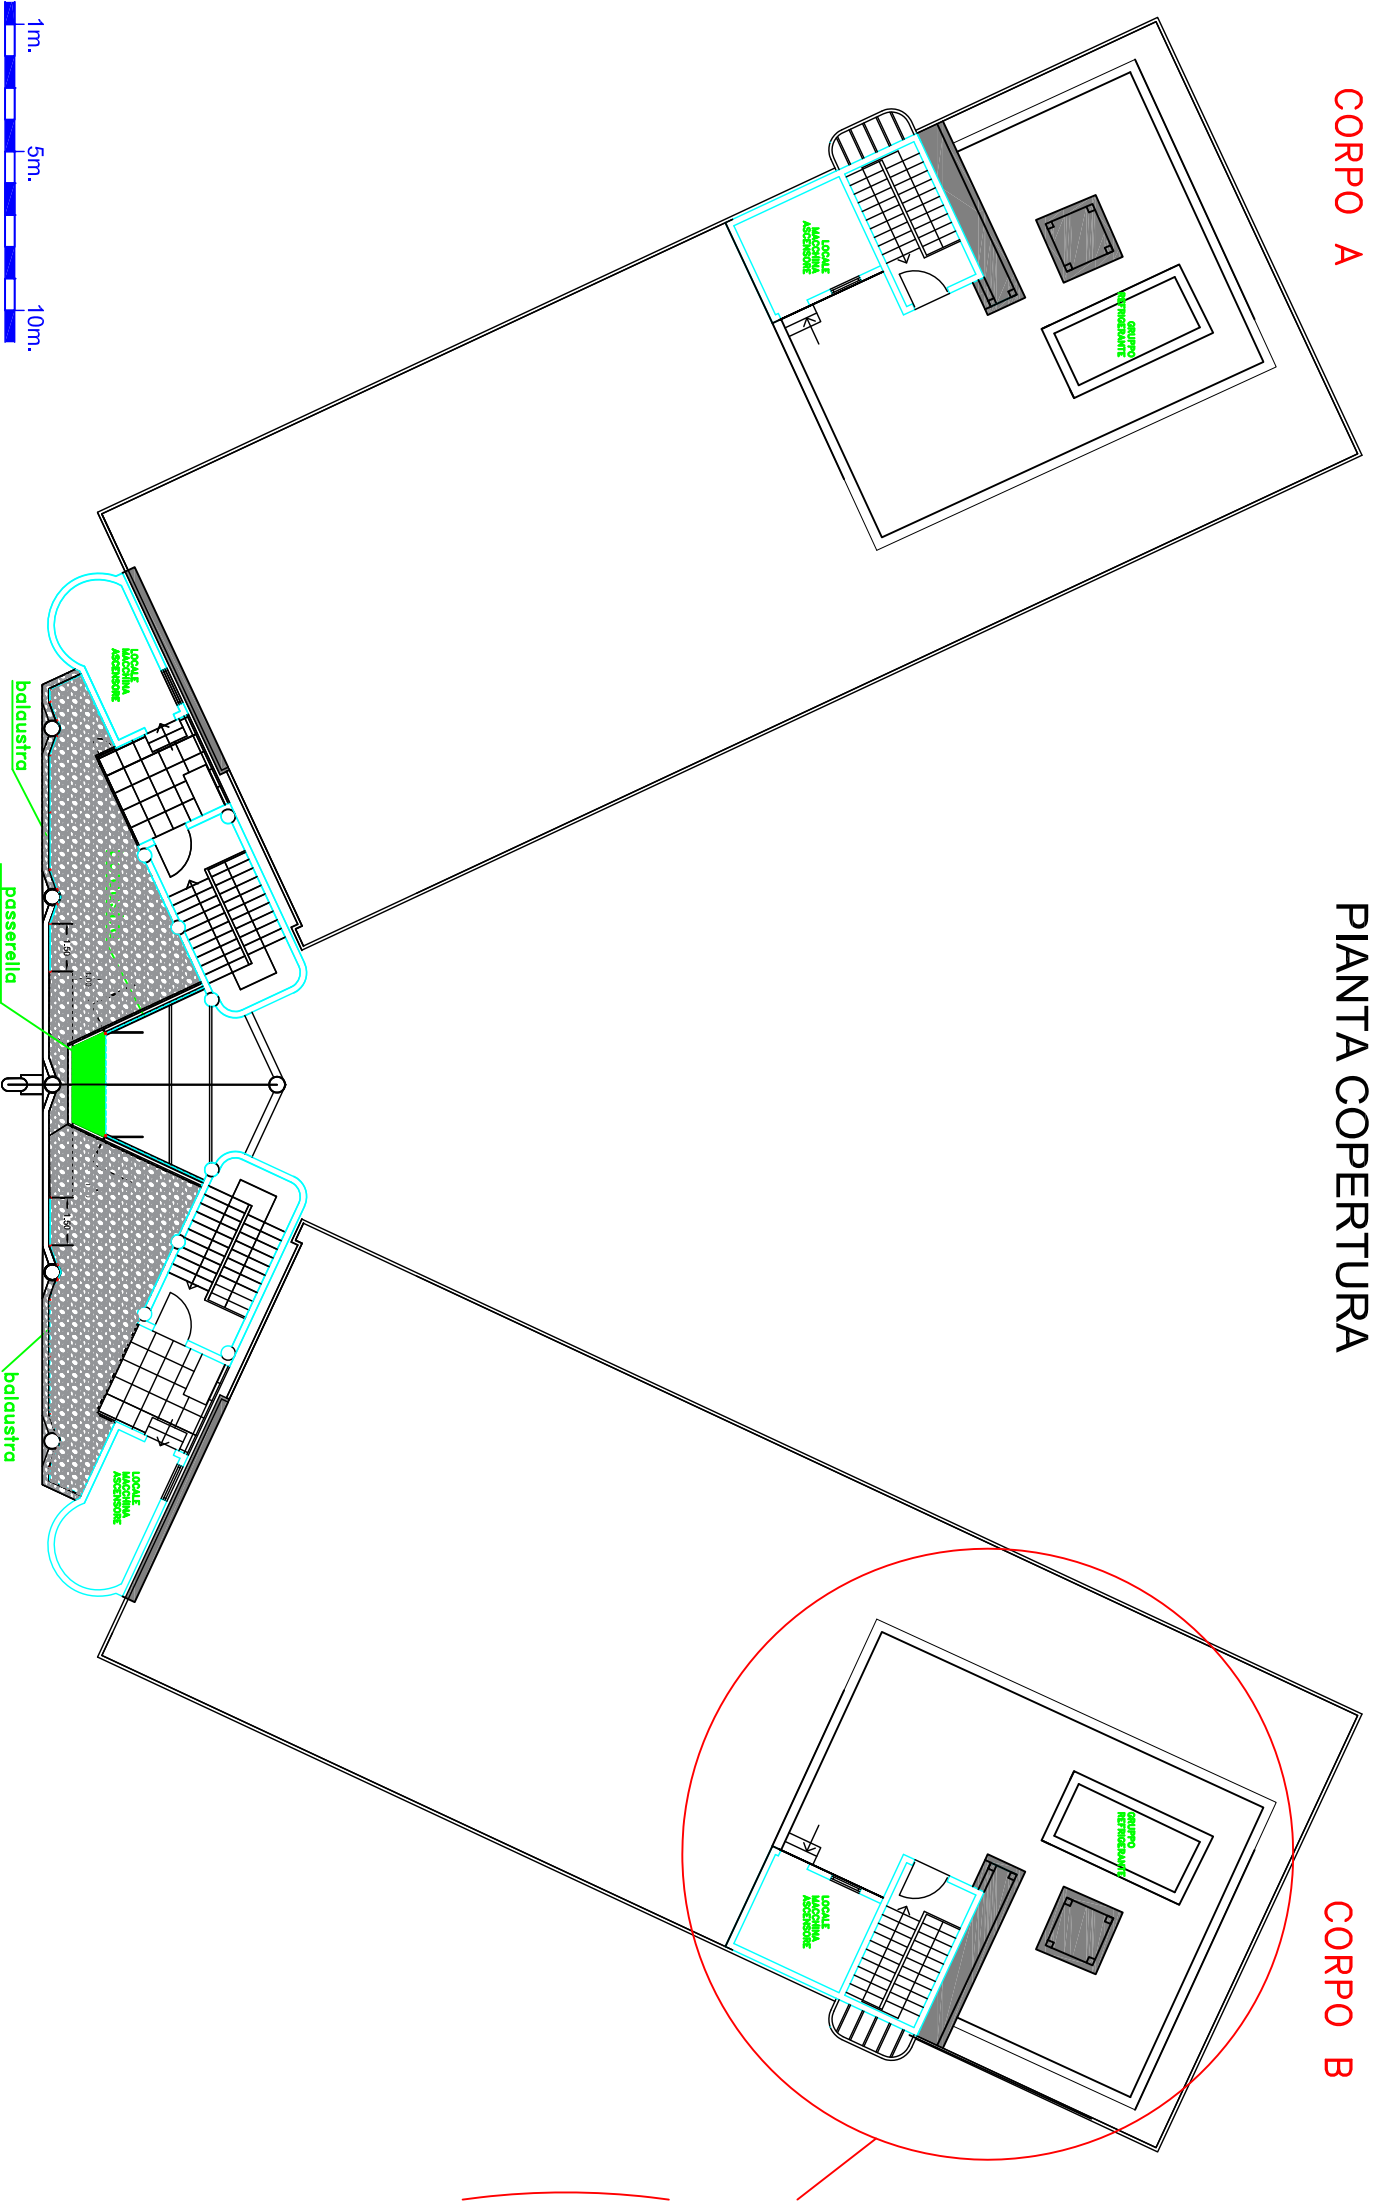 CORPO A
PIANTA COPERTURA
CORPO B
GRUPPO
REFRIGERANTE
GRUPPO
REFRIGERANTE
LOCALE
MACCHINA
ASCENSORE
LOCALE
MACCHINA
ASCENSORE
LOCALE
MACCHINA
ASCENSORE
LOCALE
MACCHINA
ASCENSORE
1.50
1.50
1m.
5m.
10m.
balaustra
passerella
balaustra